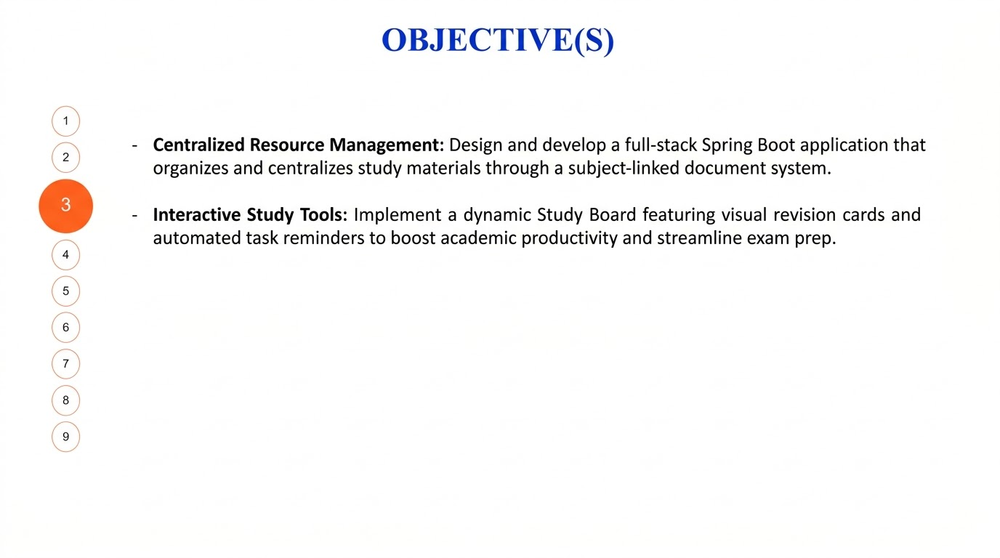 OBJECTIVE(S)
1
2
3
4
5
6
7
8
9
- Centralized Resource Management: Design and develop a full-stack Spring Boot application that
organizes and centralizes study materials through a subject-linked document system.
- Interactive Study Tools: Implement a dynamic Study Board featuring visual revision cards and
automated task reminders to boost academic productivity and streamline exam prep.